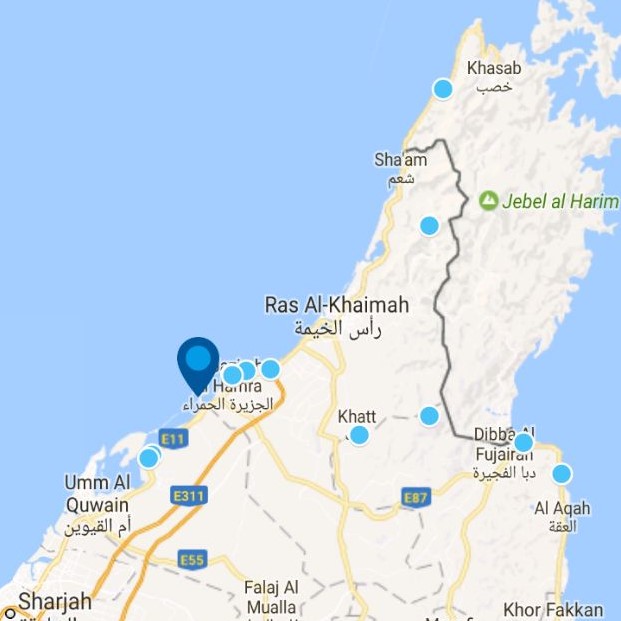 Khasab
خصب
Sha'am
شعم
Jebel al Harim
Ras Al-Khaimah
رأس الخيمة
Hamra
الجزيرة الحمراء
Khatt
Dibba Al
Fujairah
دبا الفجيرة
E11
Umm Al
Quwain
أم القيوين
E311
E87
Al Aqah
العقة
E55
Falaj Al
Mualla
Sharjah
Khor Fakkan